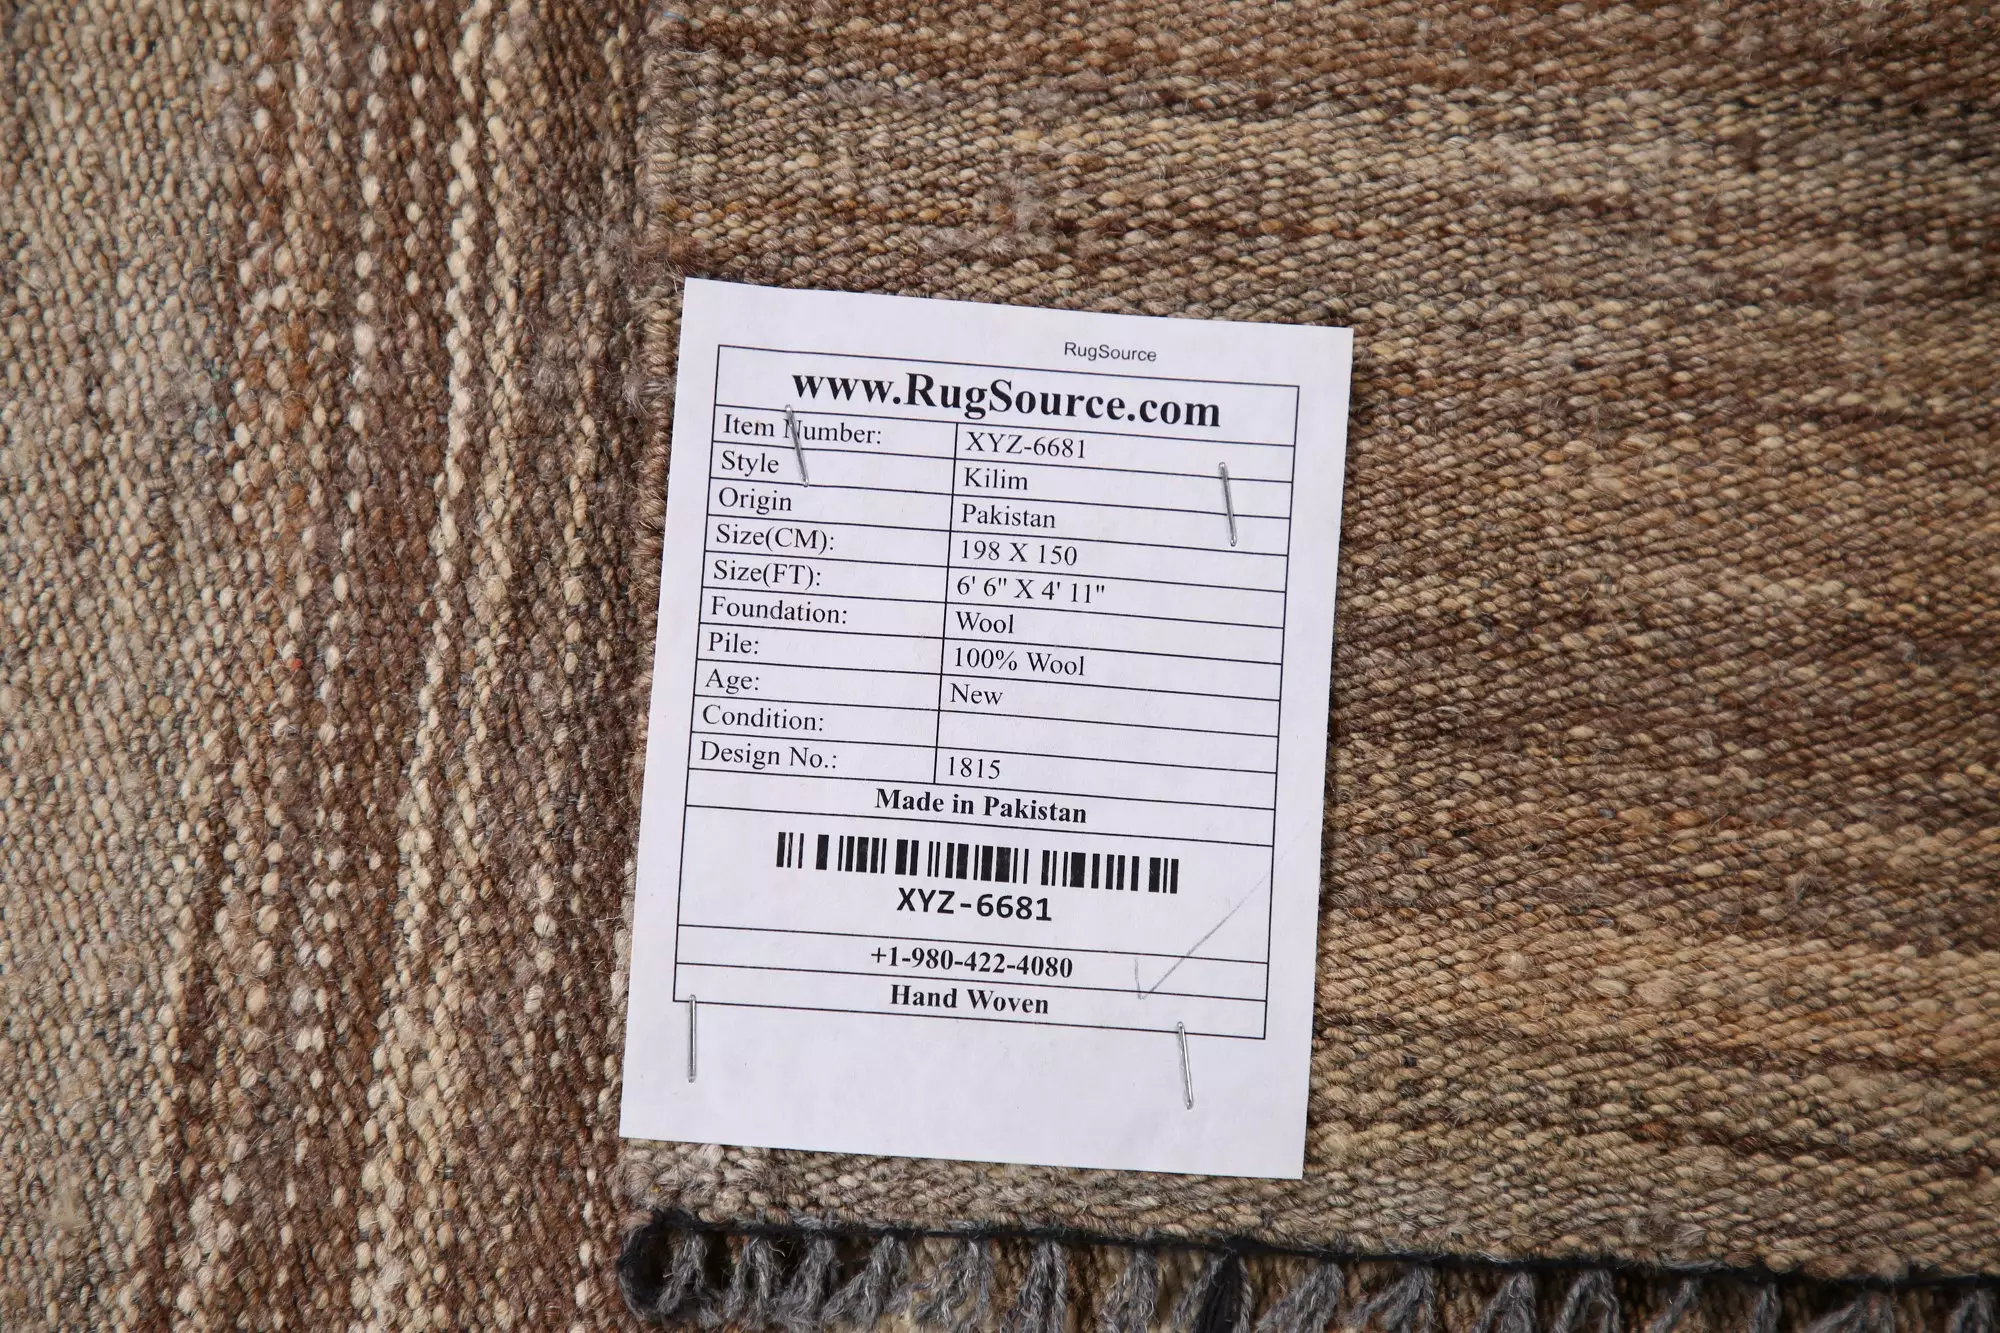 RugSource
www.RugSource.com
Item Number: XYZ-6681
Style Kilim
Origin Pakistan
Size(CM): 198 X 150
Size(FT): 6' 6" X 4' 11"
Foundation: Wool
Pile: 100% Wool
Age: New
Condition:
Design No.: 1815
Made in Pakistan
XYZ-6681
+1-980-422-4080
Hand Woven